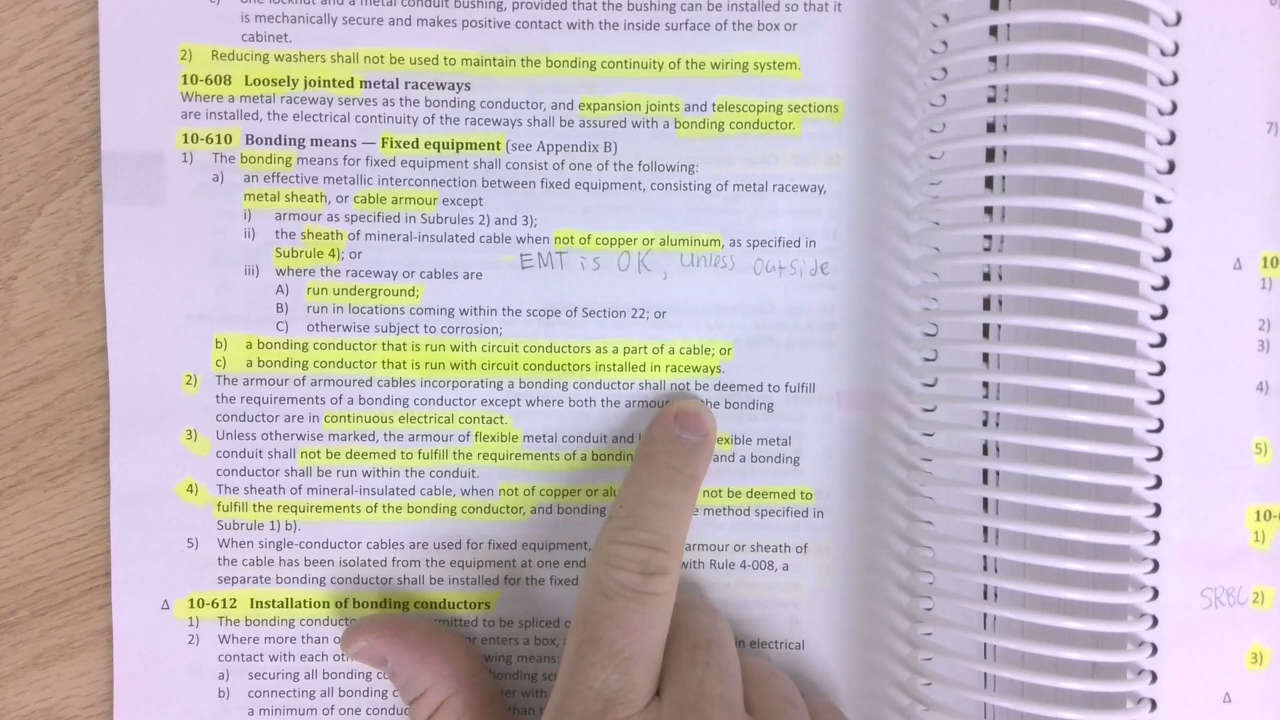 c) one locknut and a metal conduit bushing, provided that the bushing can be installed so that it
is mechanically secure and makes positive contact with the inside surface of the box or
cabinet.
2) Reducing washers shall not be used to maintain the bonding continuity of the wiring system.
10-608 Loosely jointed metal raceways
Where a metal raceway serves as the bonding conductor, and expansion joints and telescoping sections
are installed, the electrical continuity of the raceways shall be assured with a bonding conductor.
10-610 Bonding means — Fixed equipment (see Appendix B)
1) The bonding means for fixed equipment shall consist of one of the following:
a) an effective metallic interconnection between fixed equipment, consisting of metal raceway,
metal sheath, or cable armour except
i) armour as specified in Subrules 2) and 3);
ii) the sheath of mineral-insulated cable when not of copper or aluminum, as specified in
Subrule 4); or
EMT is OK, unless outside
iii) where the raceway or cables are
A) run underground;
B) run in locations coming within the scope of Section 22; or
C) otherwise subject to corrosion;
b) a bonding conductor that is run with circuit conductors as a part of a cable; or
c) a bonding conductor that is run with circuit conductors installed in raceways.
2) The armour of armoured cables incorporating a bonding conductor shall not be deemed to fulfill
the requirements of a bonding conductor except where both the armour the bonding
conductor are in continuous electrical contact.
3) Unless otherwise marked, the armour of flexible metal conduit and exible metal
conduit shall not be deemed to fulfill the requirements of a bondin and a bonding
conductor shall be run within the conduit.
4) The sheath of mineral-insulated cable, when not of copper or alu not be deemed to
fulfill the requirements of the bonding conductor, and bonding e method specified in
Subrule 1) b).
5) When single-conductor cables are used for fixed equipment, armour or sheath of
the cable has been isolated from the equipment at one end with Rule 4-008, a
separate bonding conductor shall be installed for the fixed
Δ 10-612 Installation of bonding conductors
1) The bonding conducto mitted to be spliced o
2) Where more than o or enters a box, n electrical
contact with each oth wing means:
a) securing all bonding co bonding scr
b) connecting all bonding c er with
a minimum of one conduc than t
7)
Δ 10
1)
2)
3)
4)
5)
10-
1)
SRBC 2)
3)
Δ